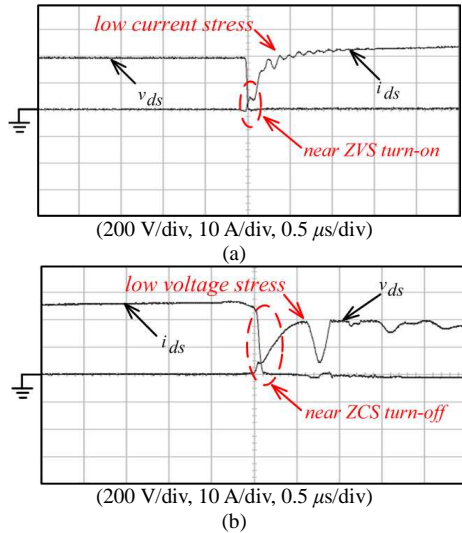 low current stress
v_ds
i_ds
near ZVS turn-on
(200 V/div, 10 A/div, 0.5 μs/div)
(a)
low voltage stress
v_ds
i_ds
near ZCS turn-off
(200 V/div, 10 A/div, 0.5 μs/div)
(b)